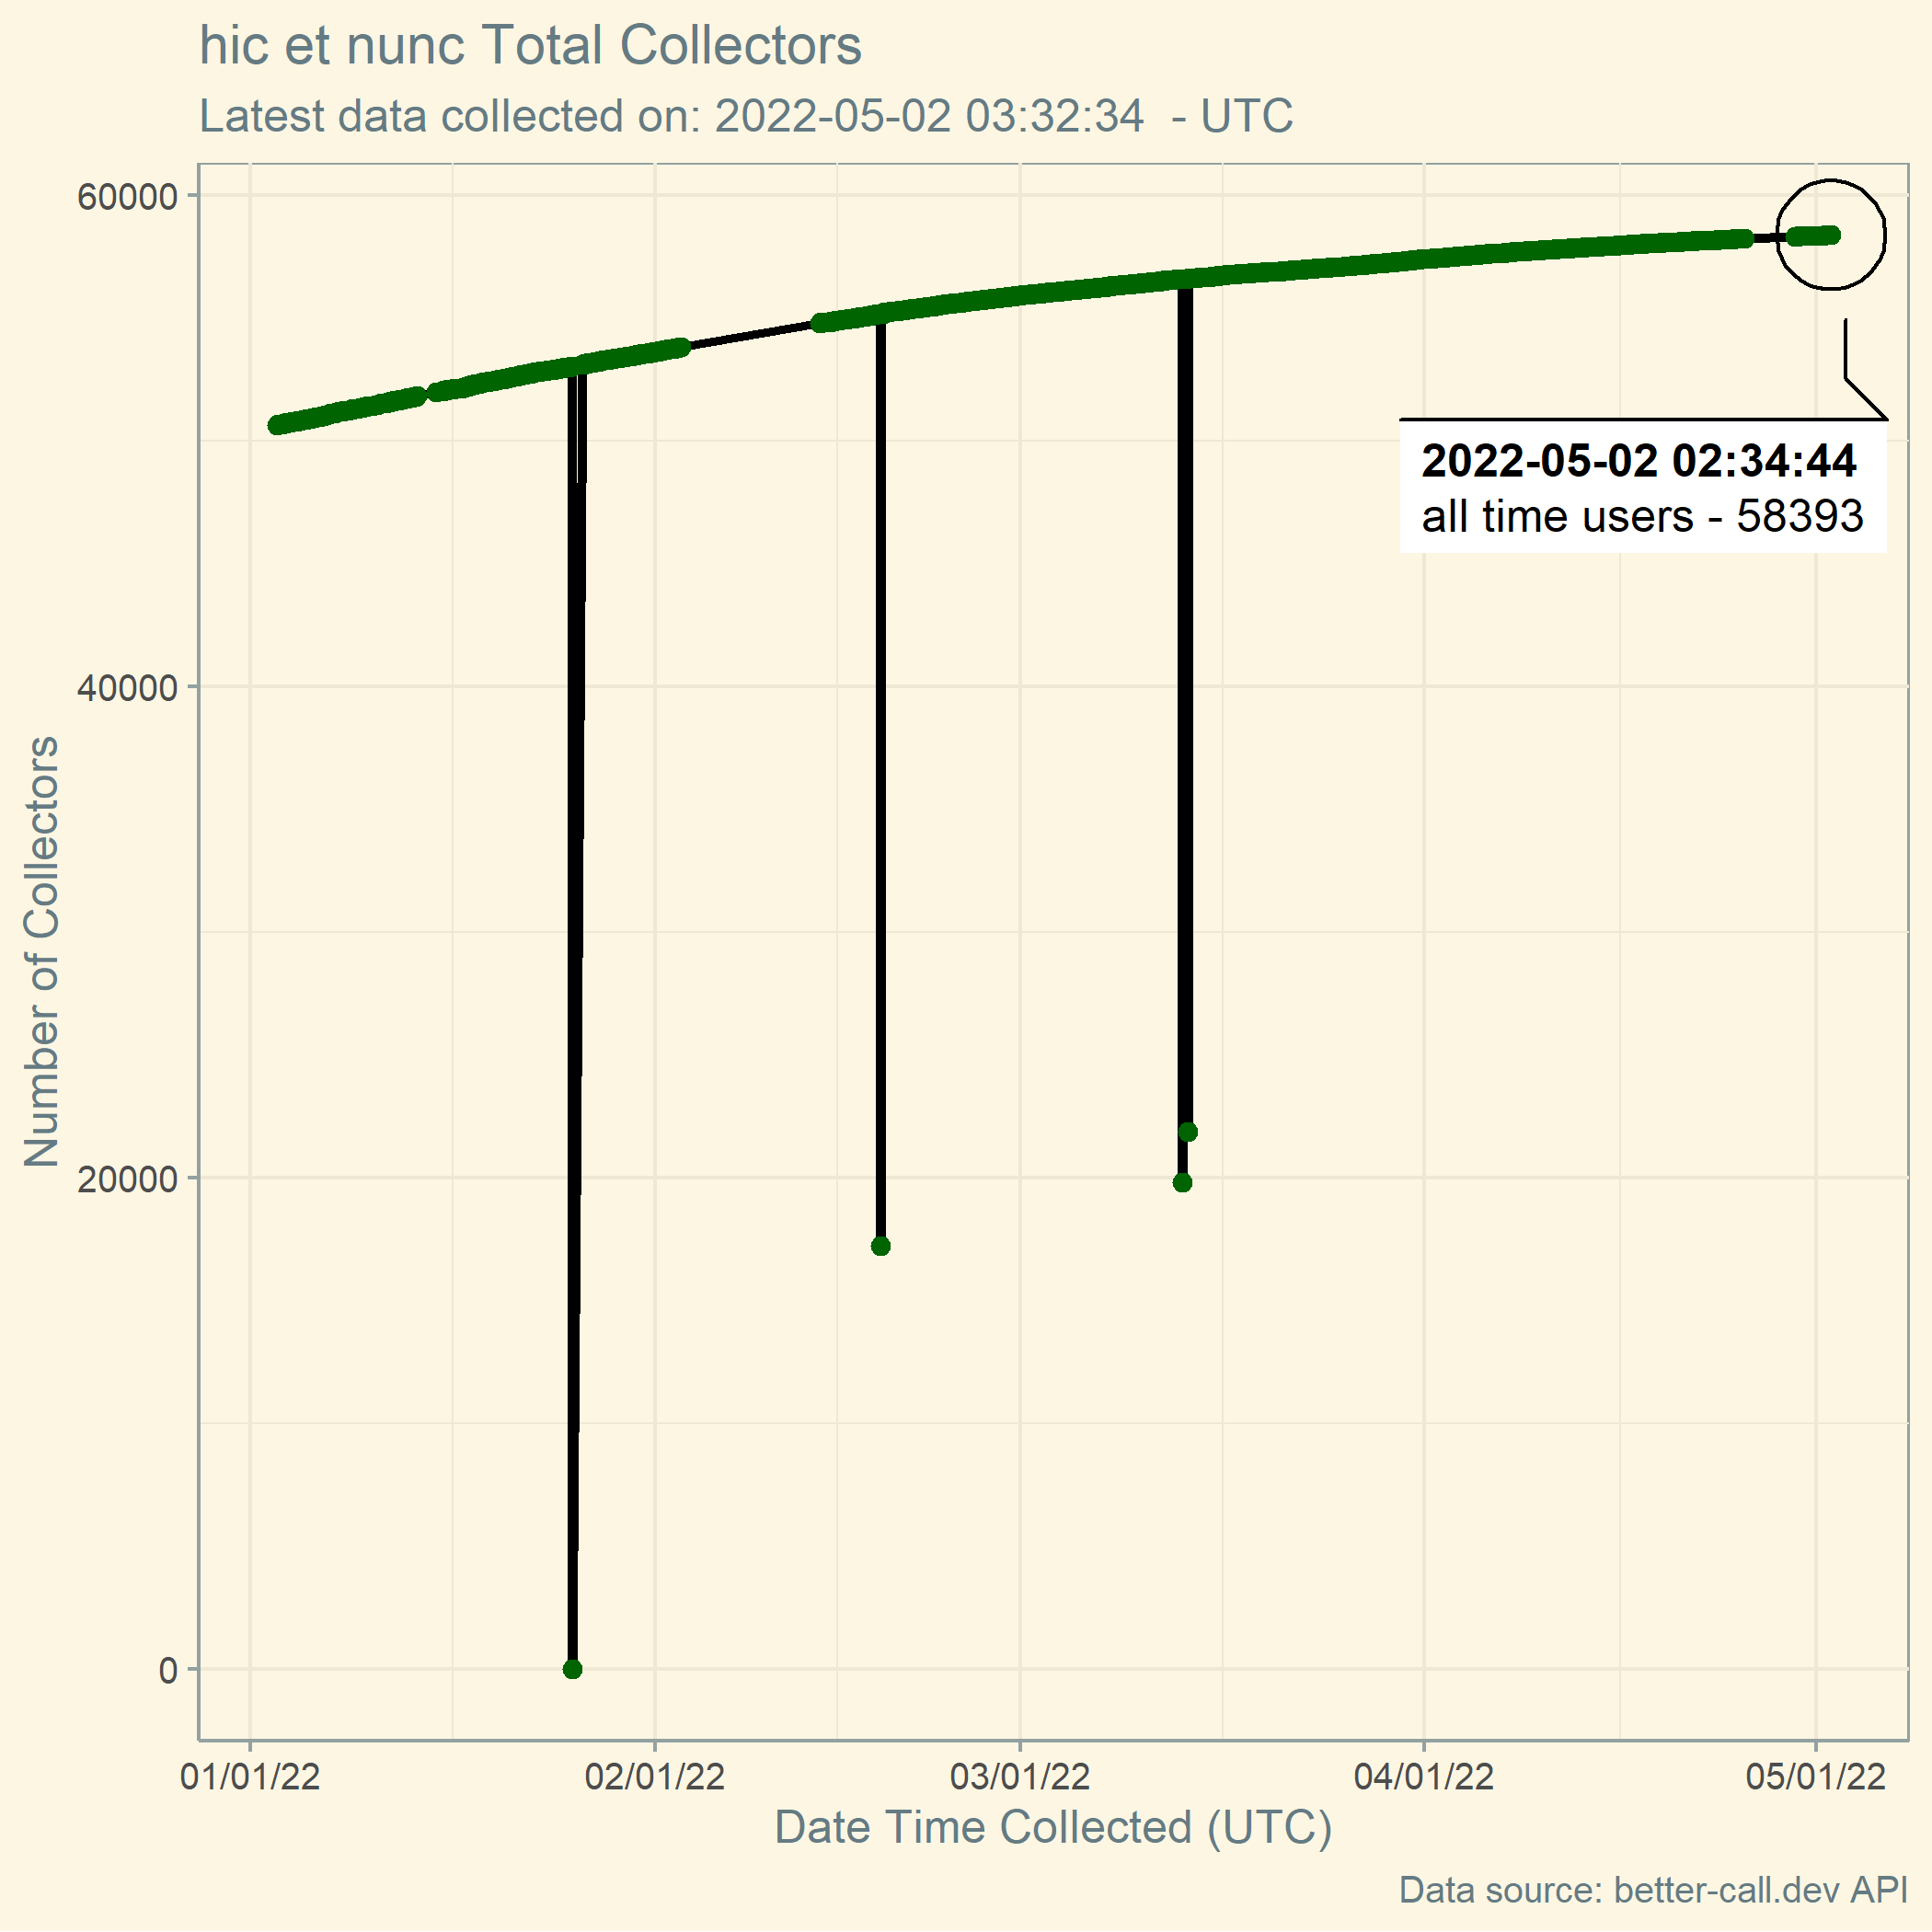 hic et nunc Total Collectors
Latest data collected on: 2022-05-02 03:32:34  - UTC
60000
40000
20000
0
Number of Collectors
2022-05-02 02:34:44
all time users - 58393
01/01/22
02/01/22
03/01/22
04/01/22
05/01/22
Date Time Collected (UTC)
Data source: better-call.dev API